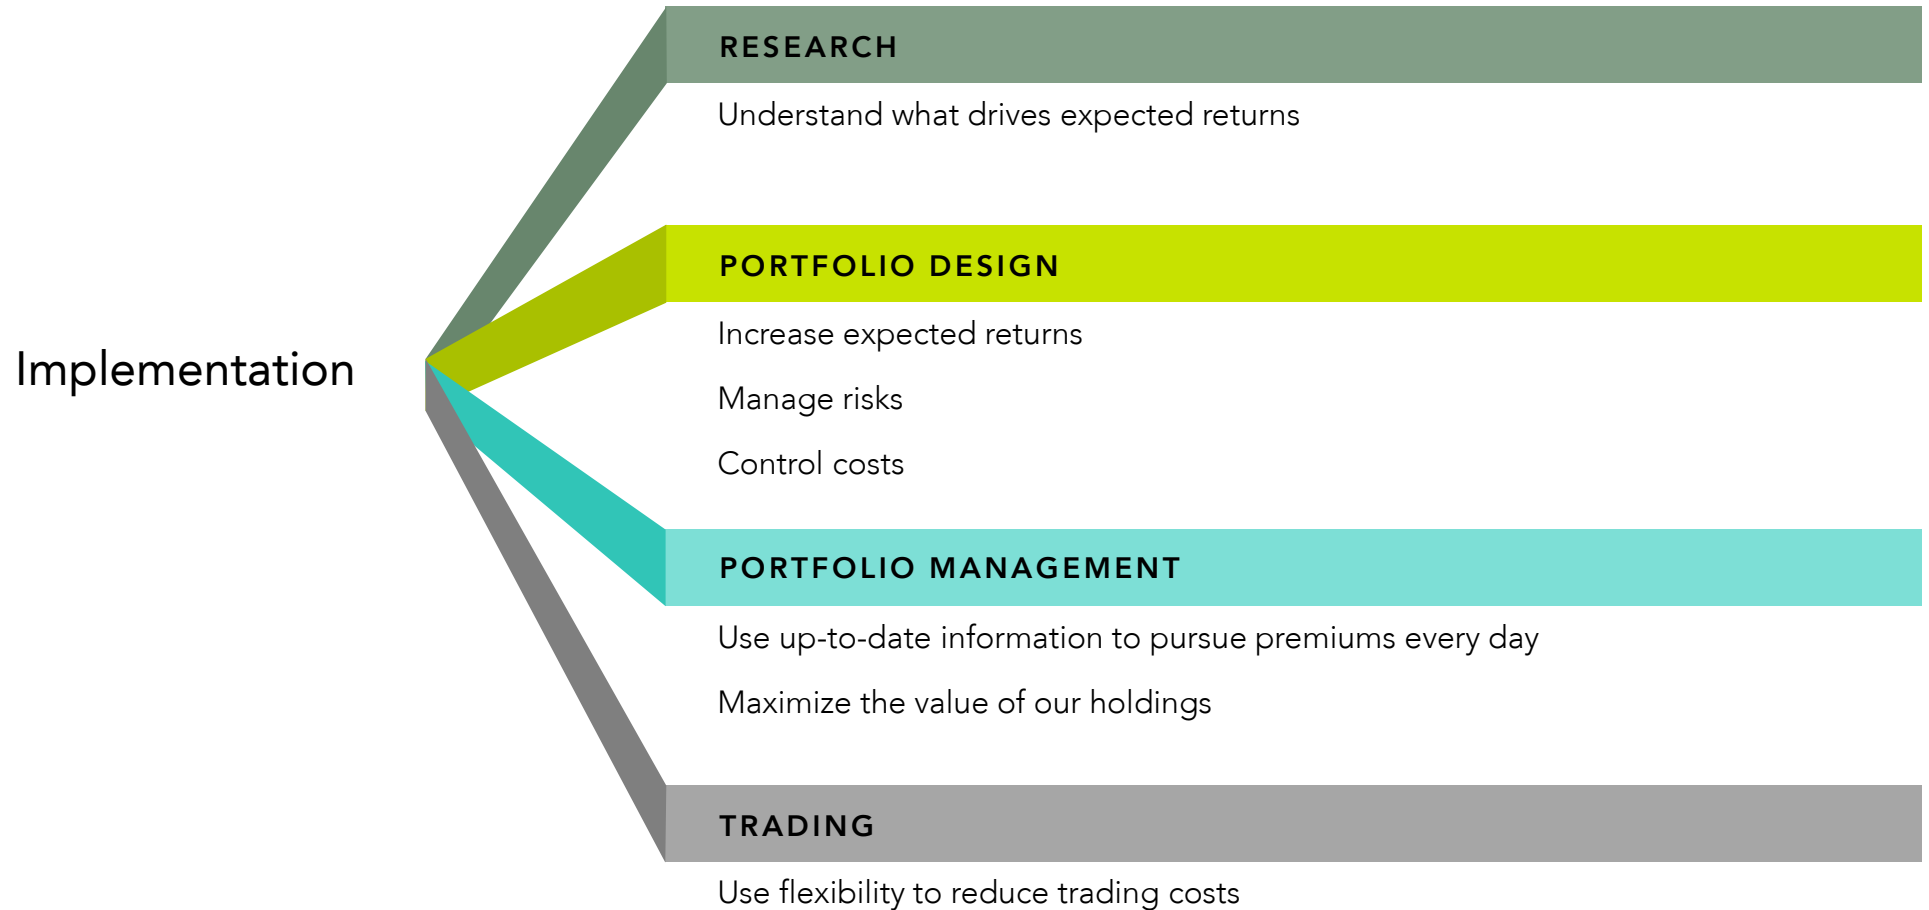 Implementation
RESEARCH
Understand what drives expected returns
PORTFOLIO DESIGN
Increase expected returns
Manage risks
Control costs
PORTFOLIO MANAGEMENT
Use up-to-date information to pursue premiums every day
Maximize the value of our holdings
TRADING
Use flexibility to reduce trading costs